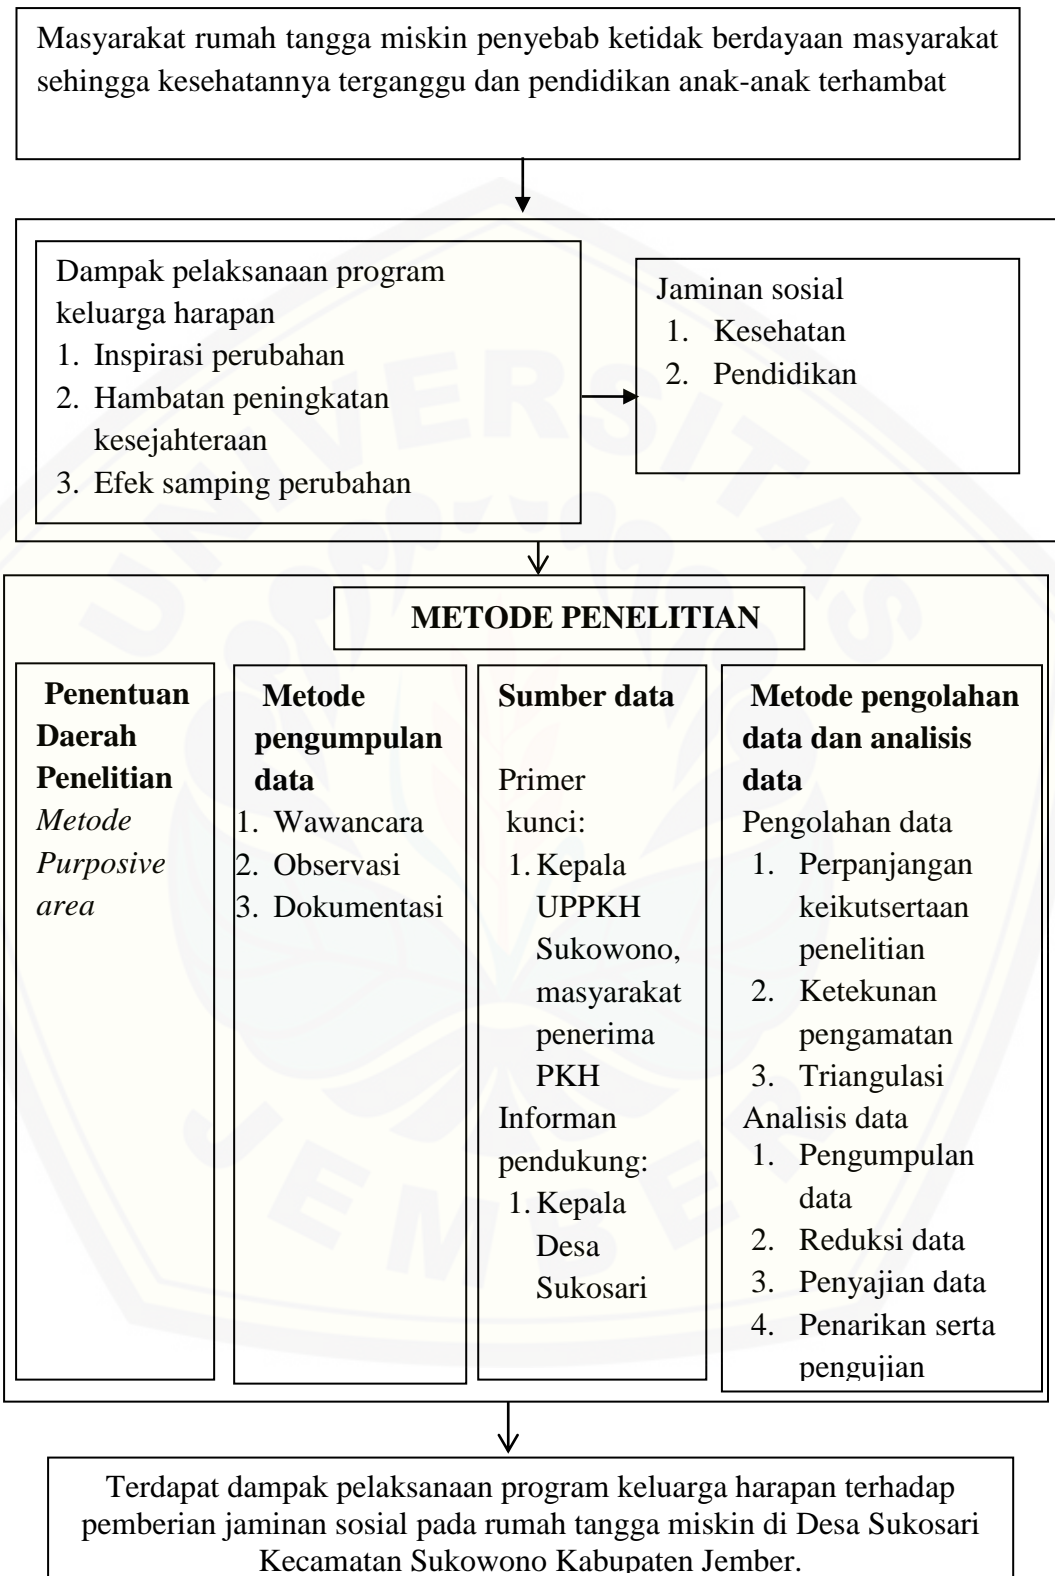 Masyarakat rumah tangga miskin penyebab ketidak berdayaan masyarakat
sehingga kesehatannya terganggu dan pendidikan anak-anak terhambat
Dampak pelaksanaan program
keluarga harapan
1. Inspirasi perubahan
2. Hambatan peningkatan
kesejahteraan
3. Efek samping perubahan
Jaminan sosial
1. Kesehatan
2. Pendidikan
METODE PENELITIAN
Penentuan
Daerah
Penelitian
Metode
Purposive
area
Metode
pengumpulan
data
1. Wawancara
2. Observasi
3. Dokumentasi
Sumber data
Primer
kunci:
1. Kepala
UPPKH
Sukowono,
masyarakat
penerima
PKH
Informan
pendukung:
1. Kepala
Desa
Sukosari
Metode pengolahan
data dan analisis
data
Pengolahan data
1. Perpanjangan
keikutsertaan
penelitian
2. Ketekunan
pengamatan
3. Triangulasi
Analisis data
1. Pengumpulan
data
2. Reduksi data
3. Penyajian data
4. Penarikan serta
pengujian
Terdapat dampak pelaksanaan program keluarga harapan terhadap
pemberian jaminan sosial pada rumah tangga miskin di Desa Sukosari
Kecamatan Sukowono Kabupaten Jember.
UNIVERSITAS
JEMBER